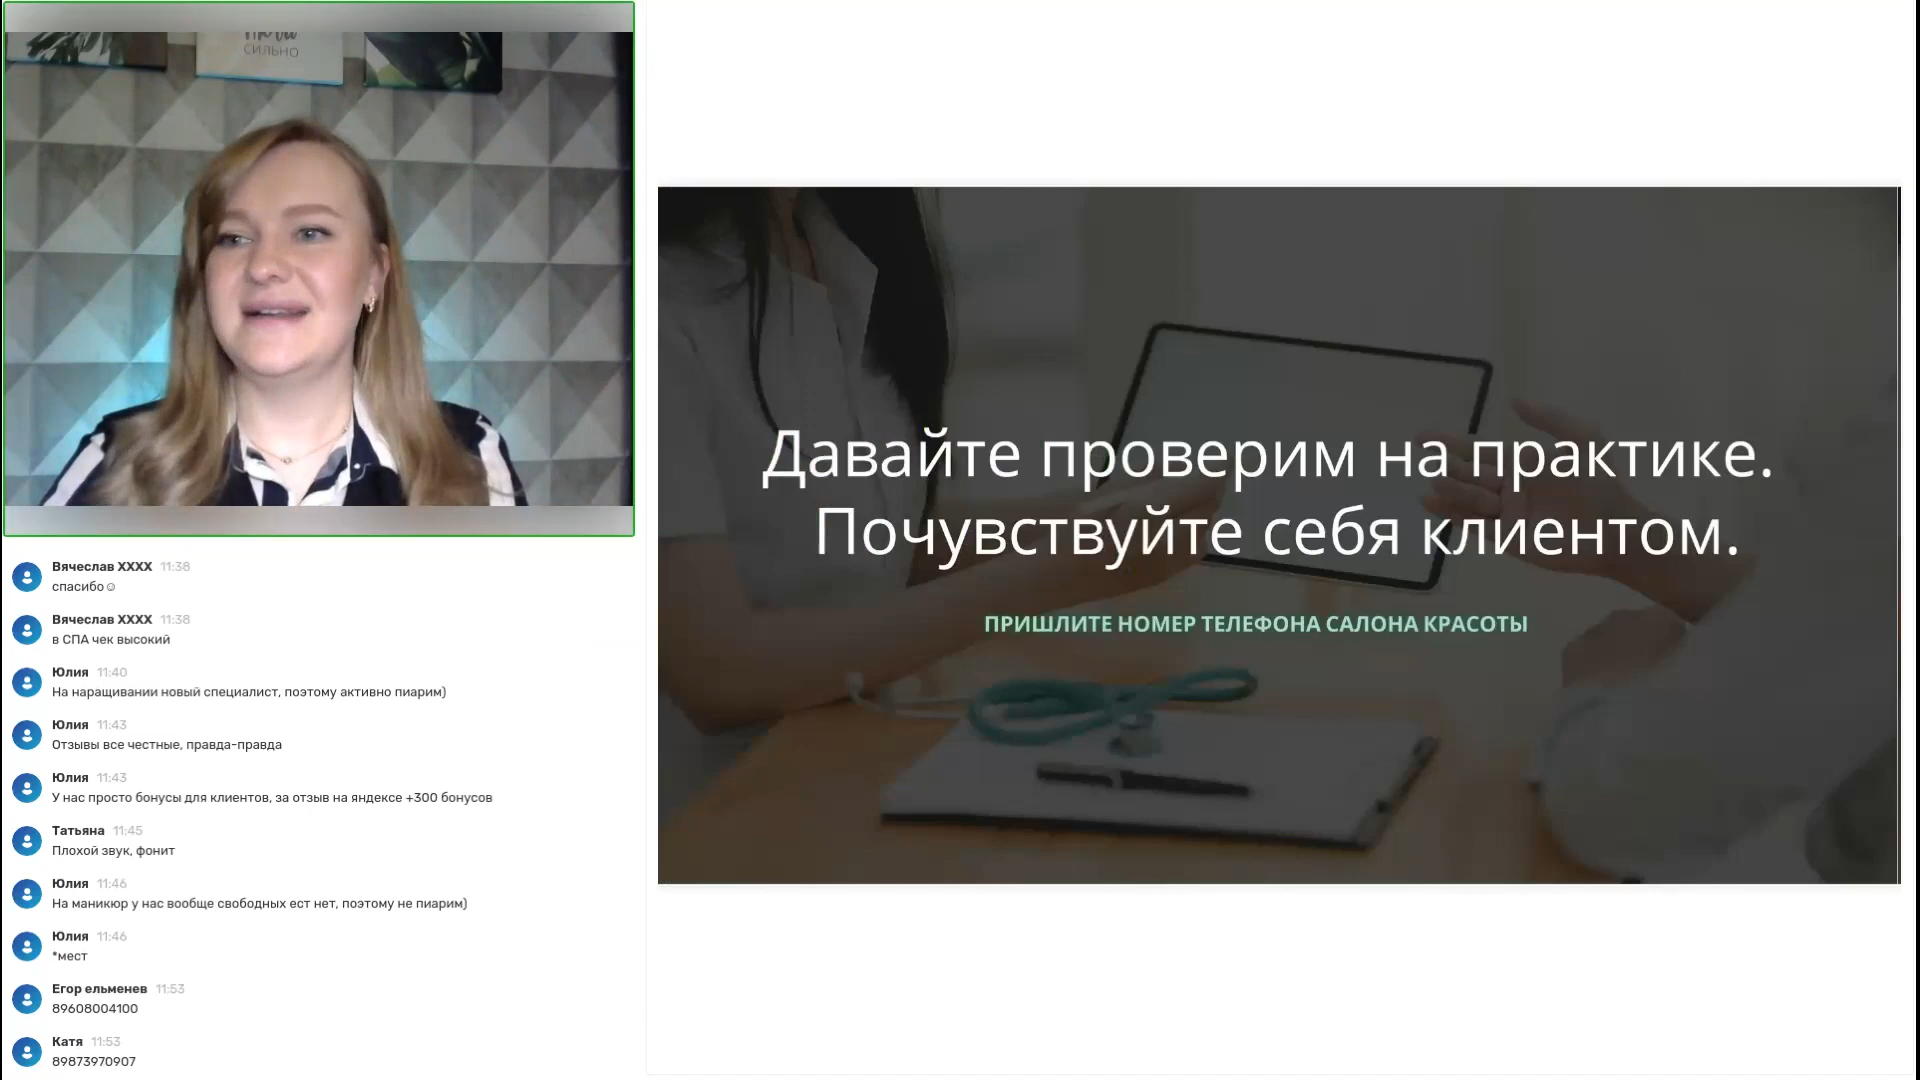 СИЛЬНО
Вячеслав XXXX 11:38
спасибо☺
Вячеслав XXXX 11:38
в СПА чек высокий
Юлия 11:40
На наращивании новый специалист, поэтому активно пиарим)
Юлия 11:43
Отзывы все честные, правда-правда
Юлия 11:43
У нас просто бонусы для клиентов, за отзыв на яндексе +300 бонусов
Татьяна 11:45
Плохой звук, фонит
Юлия 11:46
На маникюр у нас вообще свободных ест нет, поэтому не пиарим)
Юлия 11:46
*мест
Егор ельменев 11:53
89608004100
Катя 11:53
89873970907
Давайте проверим на практике.
Почувствуйте себя клиентом.
ПРИШЛИТЕ НОМЕР ТЕЛЕФОНА САЛОНА КРАСОТЫ